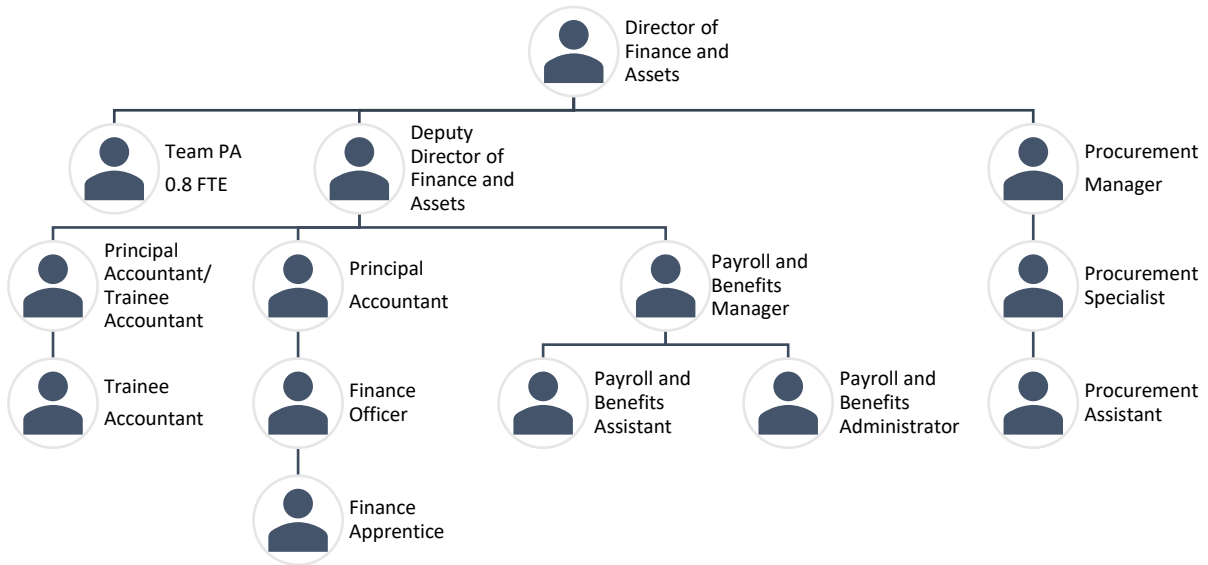 Director of
Finance and
Assets
Team PA
0.8 FTE
Deputy
Director of
Finance and
Assets
Procurement
Manager
Principal
Accountant/
Trainee
Accountant
Principal
Accountant
Payroll and
Benefits
Manager
Procurement
Specialist
Trainee
Accountant
Finance
Officer
Payroll and
Benefits
Assistant
Payroll and
Benefits
Administrator
Procurement
Assistant
Finance
Apprentice